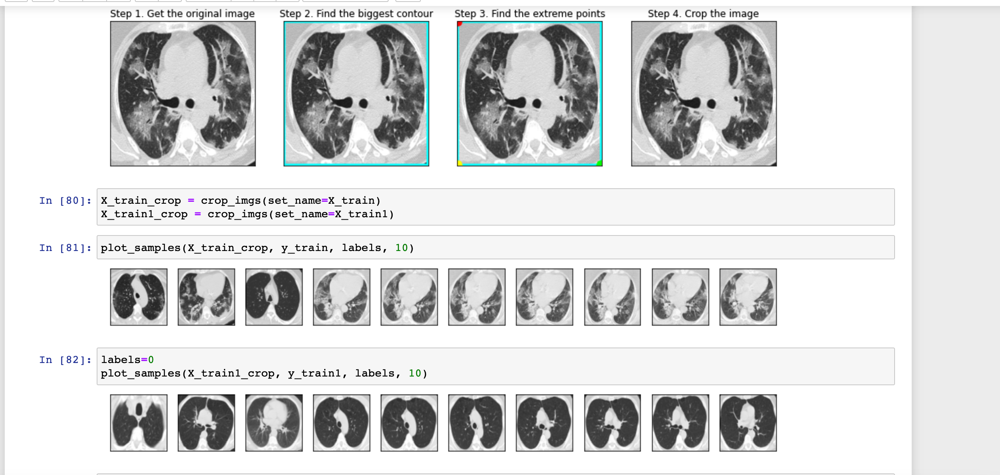 Step 1. Get the original image
Step 2. Find the biggest contour
Step 3. Find the extreme points
Step 4. Crop the image
In [80]:
X_train_crop = crop_imgs(set_name=X_train)
X_train1_crop = crop_imgs(set_name=X_train1)
In [81]:
plot_samples(X_train_crop, y_train, labels, 10)
In [82]:
labels=0
plot_samples(X_train1_crop, y_train1, labels, 10)